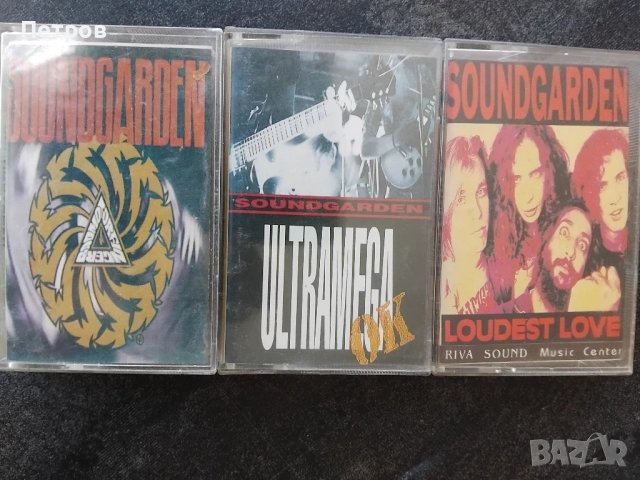 Петров
SOUNDGARDEN
SOUNDGARDEN
ULTRAMEGA
OK
SOUNDGARDEN
LOUDEST LOVE
RIVA SOUND Music Center
BAZAR